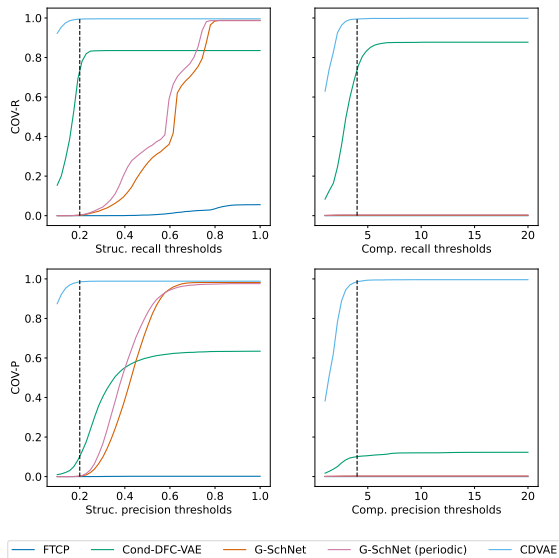 1.0
0.8
0.6
0.4
0.2
0.0
COV-R
0.2 0.4 0.6 0.8 1.0
Struc. recall thresholds
5 10 15 20
Comp. recall thresholds
1.0
0.8
0.6
0.4
0.2
0.0
COV-P
0.2 0.4 0.6 0.8 1.0
Struc. precision thresholds
5 10 15 20
Comp. precision thresholds
FTCP Cond-DFC-VAE G-SchNet G-SchNet (periodic) CDVAE